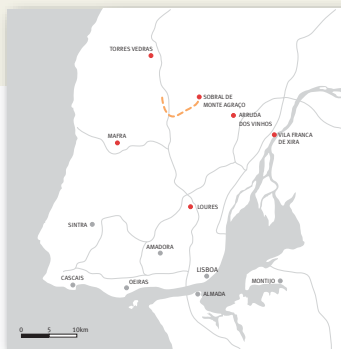 TORRES VEDRAS
SOBRAL DE
MONTE AGRAÇO
ARRUDA
DOS VINHOS
VILA FRANCA
DE XIRA
MAFRA
LOURES
SINTRA
AMADORA
LISBOA
CASCAIS
OEIRAS
MONTIJO
ALMADA
0 5 10km